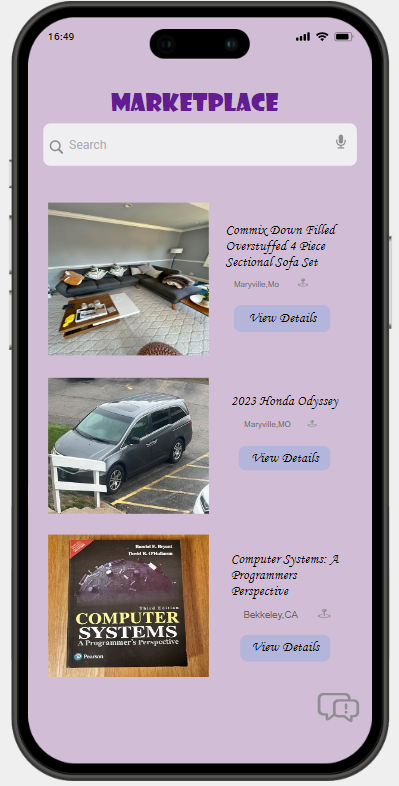 16:49
MARKETPLACE
Search
Commix Down Filled
Overstuffed 4 Piece
Sectional Sofa Set
Maryville,Mo
View Details
2023 Honda Odyssey
Maryville,MO
View Details
Randal E. Bryant
David R. O'Hallaron
Third Edition
COMPUTER
SYSTEMS
A Programmer's Perspective
Pearson
Computer Systems: A
Programmers
Perspective
Bekkeley,CA
View Details